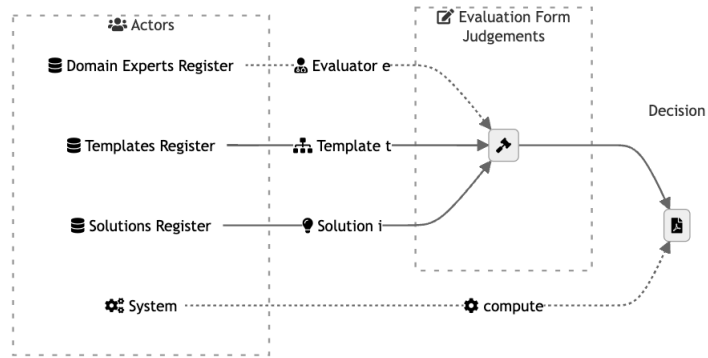 Actors
Evaluation Form
Judgements
Domain Experts Register
Evaluator e
Decision
Templates Register
Template t
Solutions Register
Solution i
System
compute